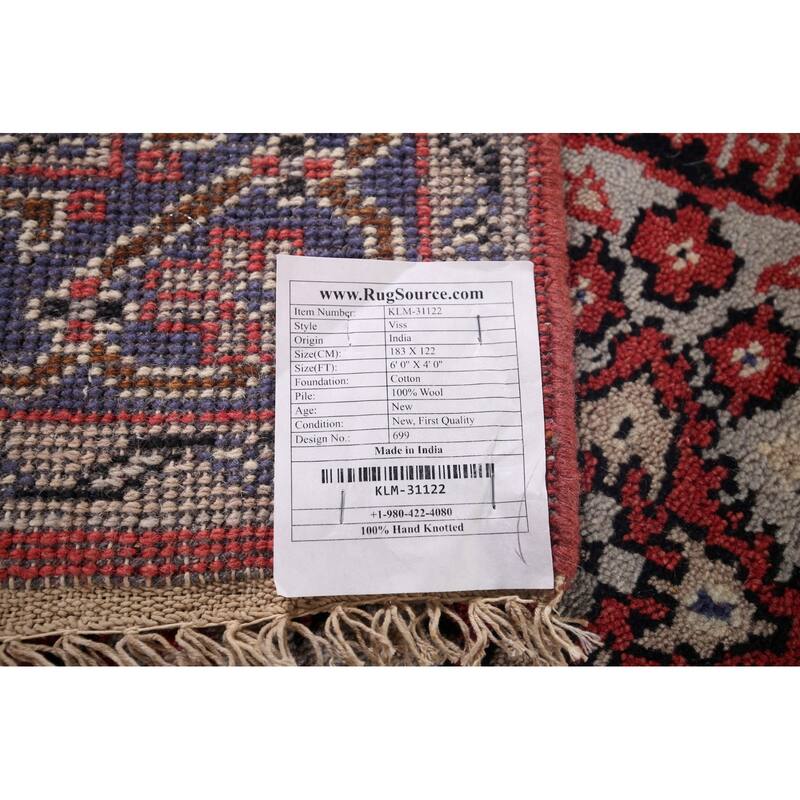 www.RugSource.com
Item Number: KLM-31122
Style Viss
Origin India
Size(CM): 183 X 122
Size(FT): 6' 0" X 4' 0"
Foundation: Cotton
Pile: 100% Wool
Age: New
Condition: New, First Quality
Design No.: 699
Made in India
KLM-31122
+1-980-422-4080
100% Hand Knotted